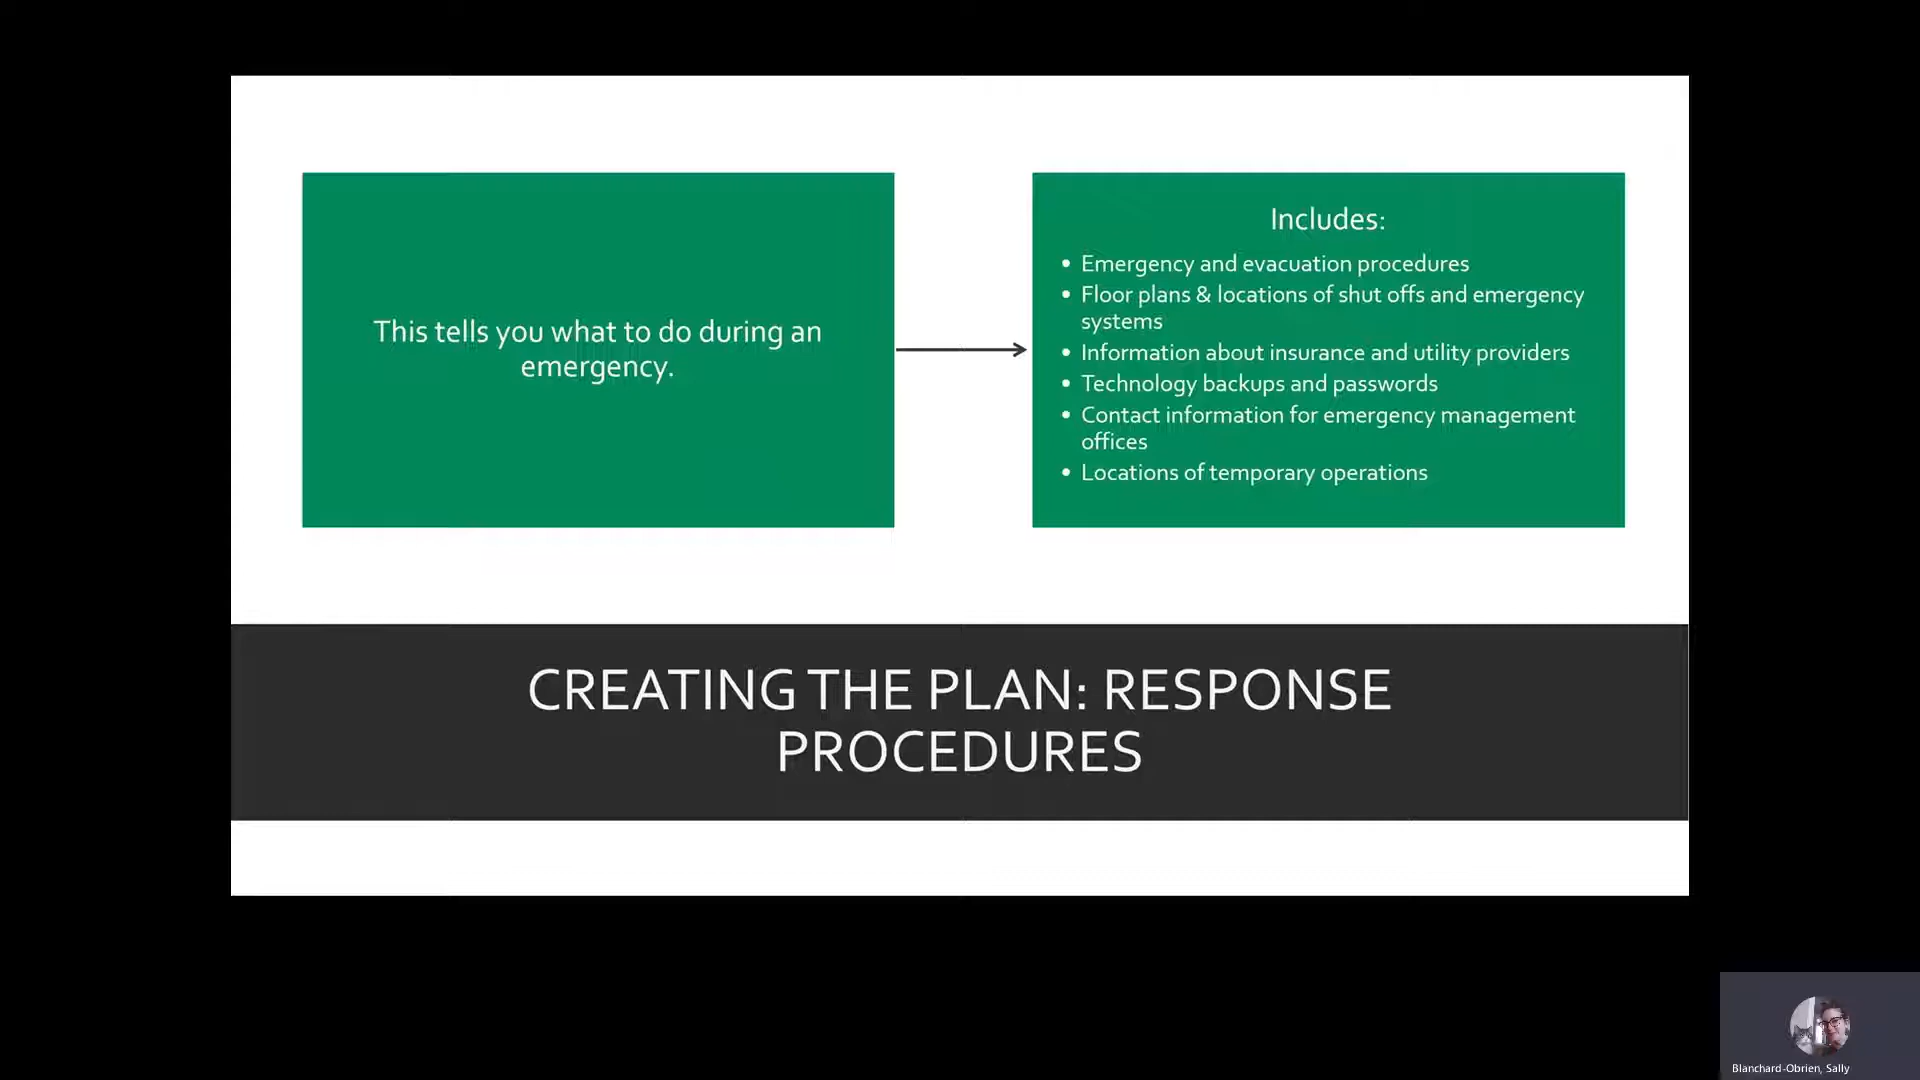 This tells you what to do during an
emergency.
Includes:
• Emergency and evacuation procedures
• Floor plans & locations of shut offs and emergency
systems
• Information about insurance and utility providers
• Technology backups and passwords
• Contact information for emergency management
offices
• Locations of temporary operations
CREATING THE PLAN: RESPONSE
PROCEDURES
Blanchard-Obrien, Sally